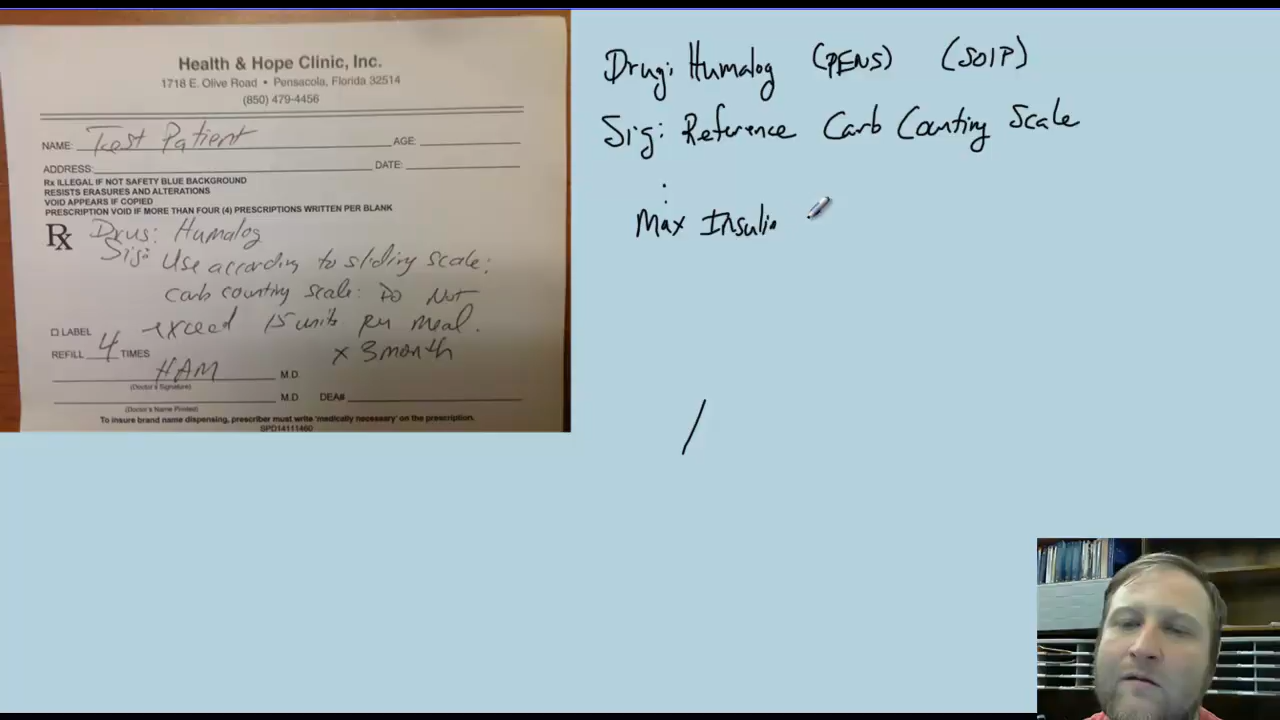 Health & Hope Clinic, Inc.
1718 E. Olive Road • Pensacola, Florida 32514
(850) 479-4456
NAME: Test Patient AGE:
ADDRESS: DATE:
Rx ILLEGAL IF NOT SAFETY BLUE BACKGROUND
RESISTS ERASURES AND ALTERATIONS
VOID APPEARS IF COPIED
PRESCRIPTION VOID IF MORE THAN FOUR (4) PRESCRIPTIONS WRITTEN PER BLANK
Rx Drug: Humalog
Sig: Use according to sliding scale:
carb counting scale: Do Not
☐ LABEL exceed 15 units per meal.
REFILL 4 TIMES x 3 month
HAM M.D.
(Doctor's Signature)
M.D DEA#
(Doctor's Name Printed)
To insure brand name dispensing, prescriber must write 'medically necessary' on the prescription.
SPD14111460
Drug: Humalog (PENS) (SOIP)
Sig: Reference Carb Counting Scale
Max Insulin